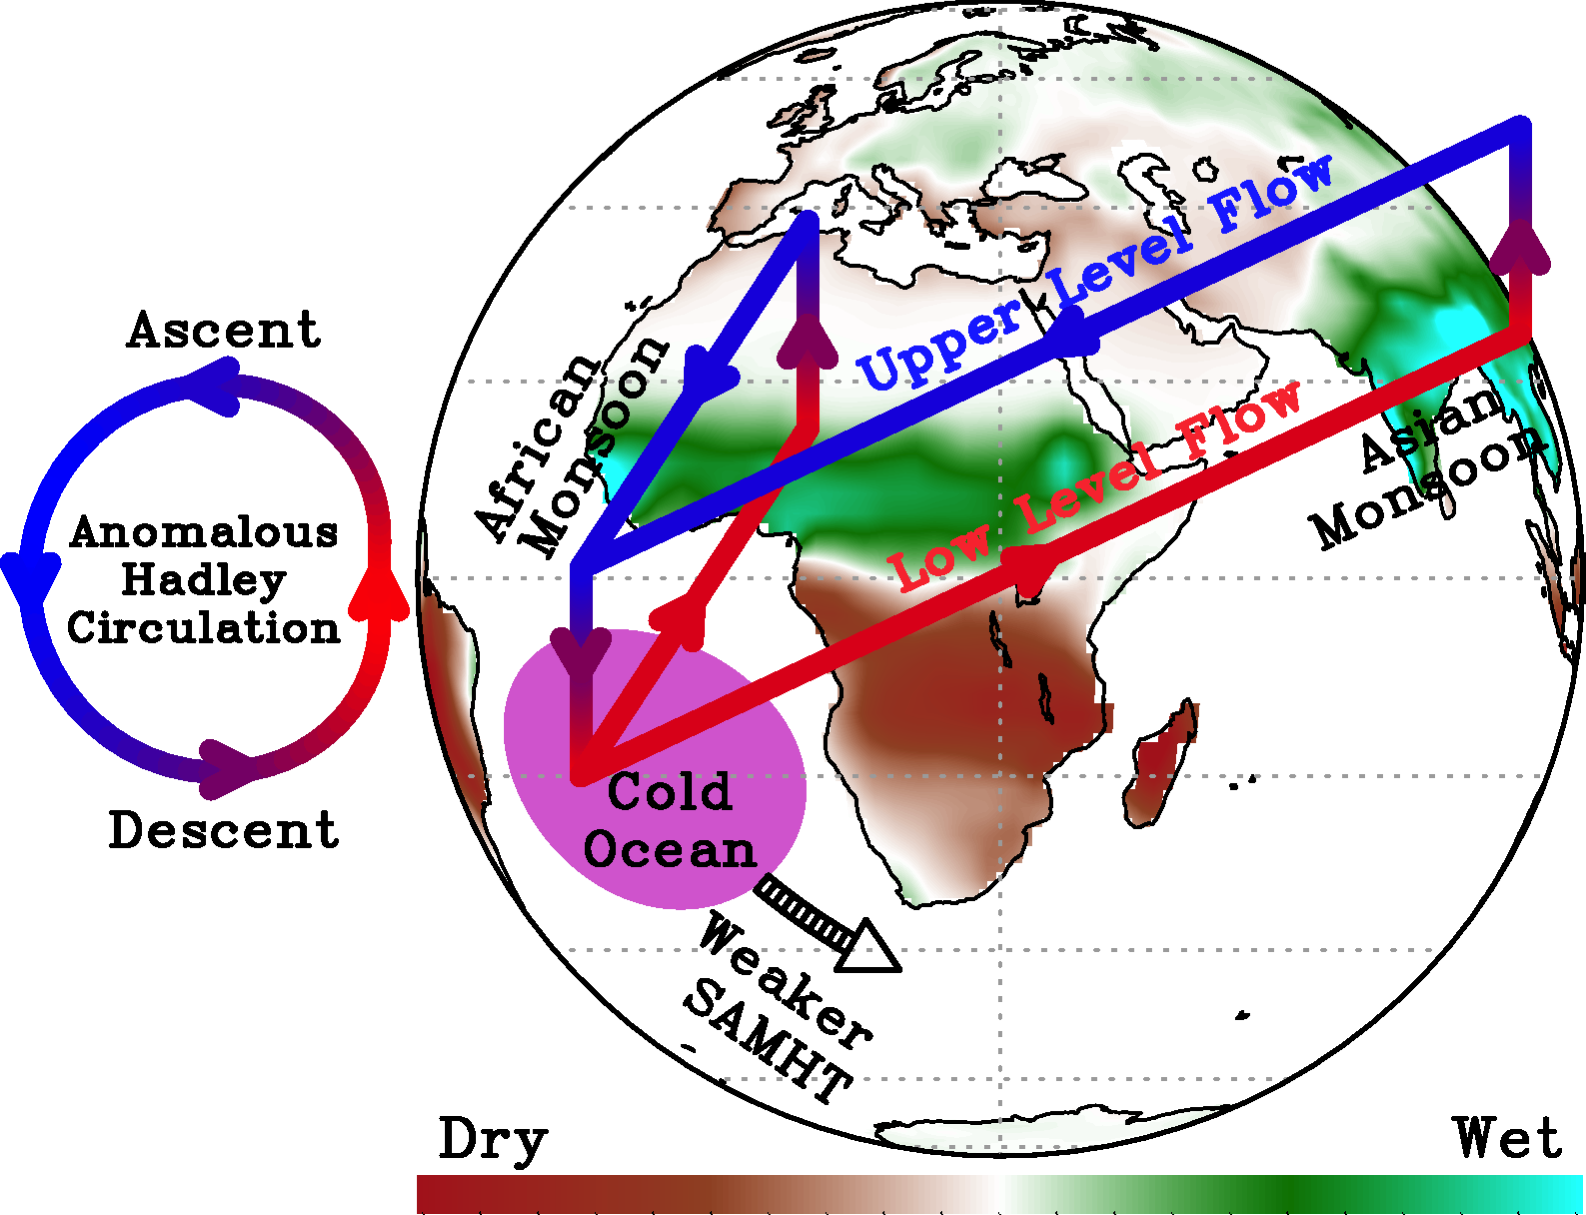 Ascent
Anomalous
Hadley
Circulation
Descent
African
Monsoon
Upper Level Flow
Low Level Flow
Asian
Monsoon
Cold
Ocean
Weaker
SAMHT
Dry
Wet